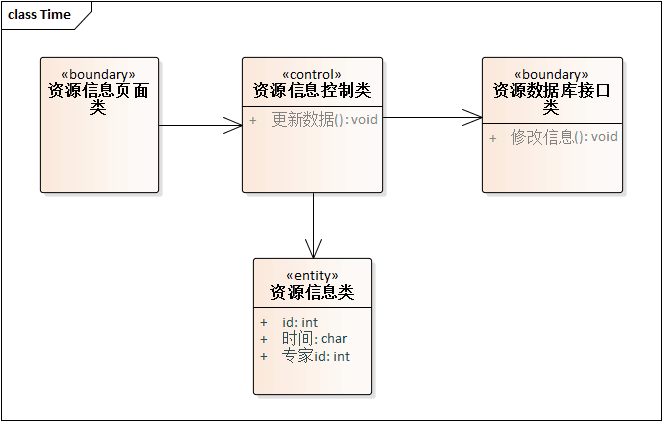 class Time
«boundary»
资源信息页面
类
«control»
资源信息控制类
+ 更新数据(): void
«boundary»
资源数据库接口
类
+ 修改信息(): void
«entity»
资源信息类
+ id: int
+ 时间: char
+ 专家id: int